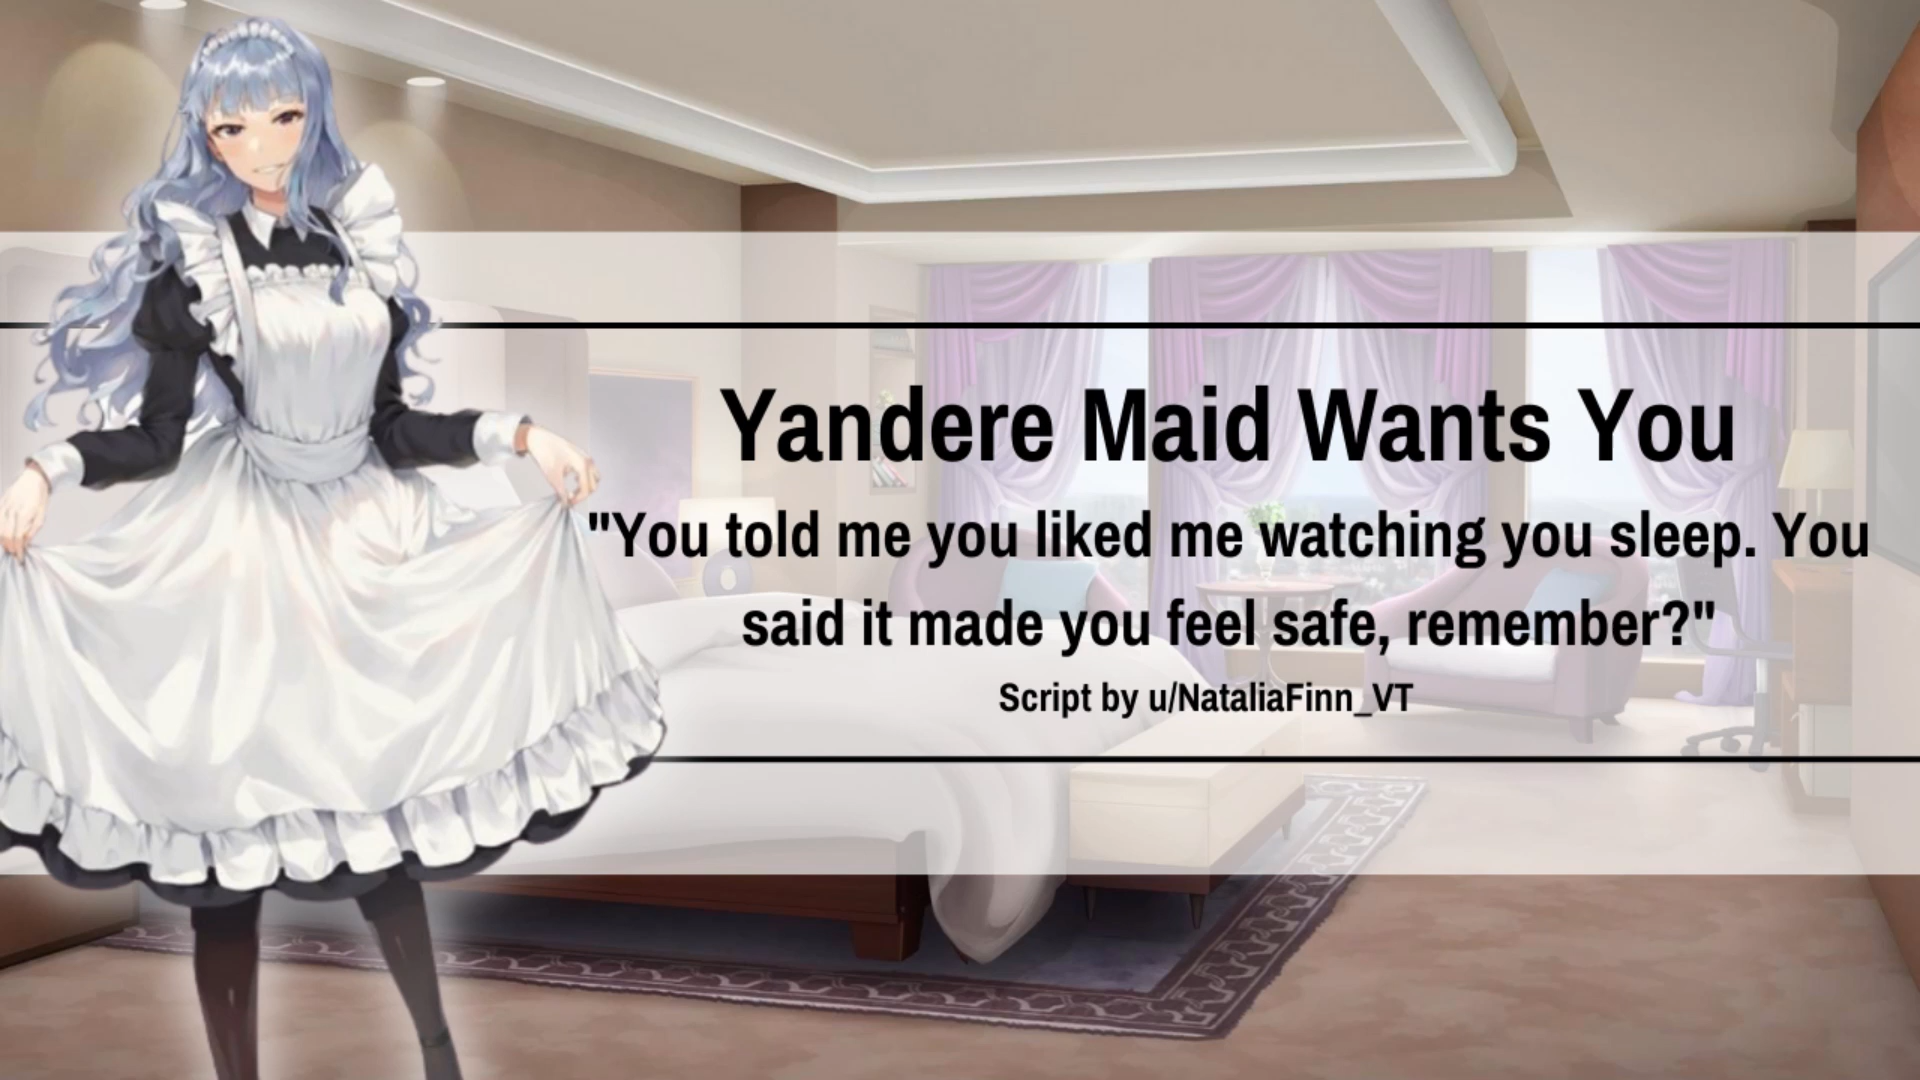 Yandere Maid Wants You
"You told me you liked me watching you sleep. You
said it made you feel safe, remember?"
Script by u/NataliaFinn_VT